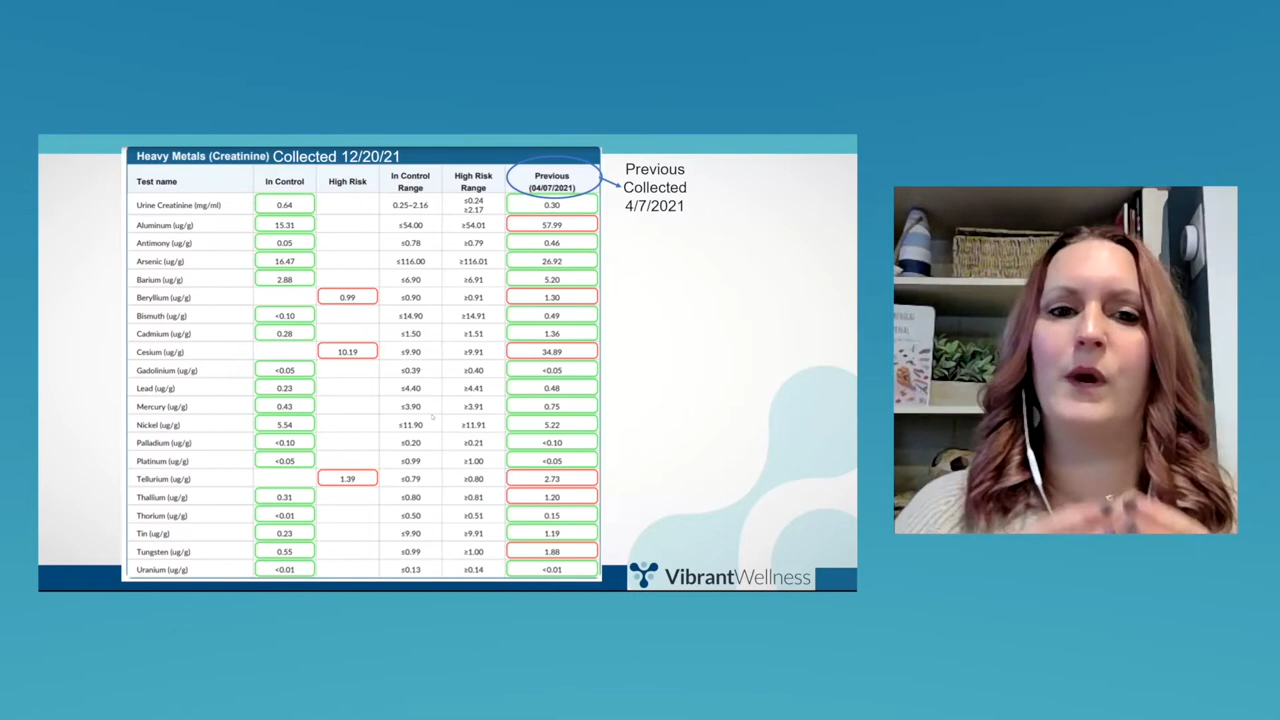 Heavy Metals (Creatinine) Collected 12/20/21
Test name In Control High Risk In Control Range High Risk Range Previous (04/07/2021)
Urine Creatinine (mg/ml) 0.64 0.25–2.16 ≤0.24 ≥2.17 0.30
Aluminum (ug/g) 15.31 ≤54.00 ≥54.01 57.99
Antimony (ug/g) 0.05 ≤0.78 ≥0.79 0.46
Arsenic (ug/g) 16.47 ≤116.00 ≥116.01 26.92
Barium (ug/g) 2.88 ≤6.90 ≥6.91 5.20
Beryllium (ug/g) 0.99 ≤0.90 ≥0.91 1.30
Bismuth (ug/g) <0.10 ≤14.90 ≥14.91 0.49
Cadmium (ug/g) 0.28 ≤1.50 ≥1.51 1.36
Cesium (ug/g) 10.19 ≤9.90 ≥9.91 34.89
Gadolinium (ug/g) <0.05 ≤0.39 ≥0.40 <0.05
Lead (ug/g) 0.23 ≤4.40 ≥4.41 0.48
Mercury (ug/g) 0.43 ≤3.90 ≥3.91 0.75
Nickel (ug/g) 5.54 ≤11.90 ≥11.91 5.22
Palladium (ug/g) <0.10 ≤0.20 ≥0.21 <0.10
Platinum (ug/g) <0.05 ≤0.99 ≥1.00 <0.05
Tellurium (ug/g) 1.39 ≤0.79 ≥0.80 2.73
Thallium (ug/g) 0.31 ≤0.80 ≥0.81 1.20
Thorium (ug/g) <0.01 ≤0.50 ≥0.51 0.15
Tin (ug/g) 0.23 ≤9.90 ≥9.91 1.19
Tungsten (ug/g) 0.55 ≤0.99 ≥1.00 1.88
Uranium (ug/g) <0.01 ≤0.13 ≥0.14 <0.01
Previous
Collected
4/7/2021
VibrantWellness